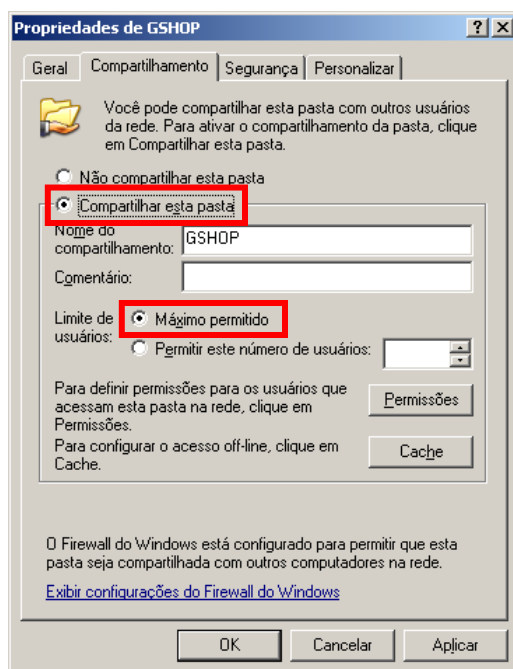 Propriedades de GSHOP
Geral Compartilhamento Segurança Personalizar
Você pode compartilhar esta pasta com outros usuários
da rede. Para ativar o compartilhamento da pasta, clique
em Compartilhar esta pasta.
Não compartilhar esta pasta
Compartilhar esta pasta
Nome do
compartilhamento: GSHOP
Comentário:
Limite de
usuários:
Máximo permitido
Permitir este número de usuários:
Para definir permissões para os usuários que
acessam esta pasta na rede, clique em
Permissões.
Permissões
Para configurar o acesso off-line, clique em
Cache.
Cache
O Firewall do Windows está configurado para permitir que esta
pasta seja compartilhada com outros computadores na rede.
Exibir configurações do Firewall do Windows
OK Cancelar Aplicar